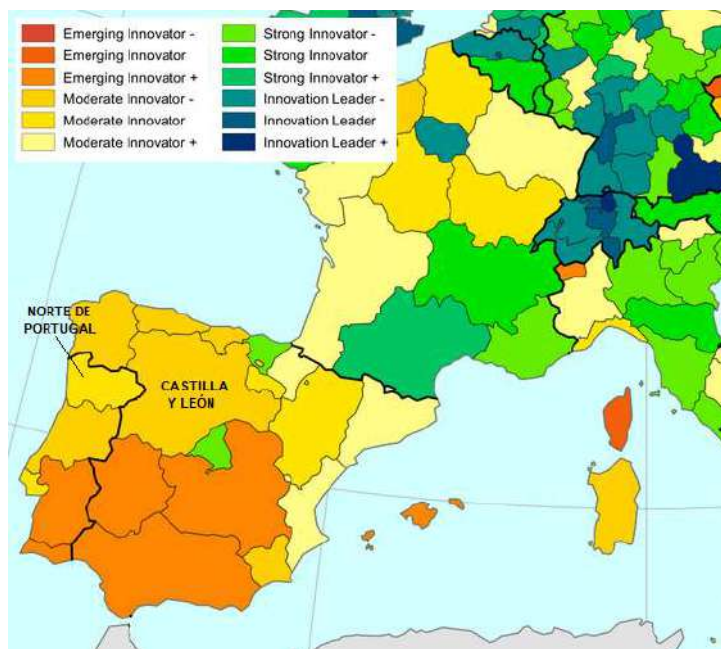 Emerging Innovator -
Emerging Innovator
Emerging Innovator +
Moderate Innovator -
Moderate Innovator
Moderate Innovator +
Strong Innovator -
Strong Innovator
Strong Innovator +
Innovation Leader -
Innovation Leader
Innovation Leader +
NORTE DE
PORTUGAL
CASTILLA
Y LEÓN